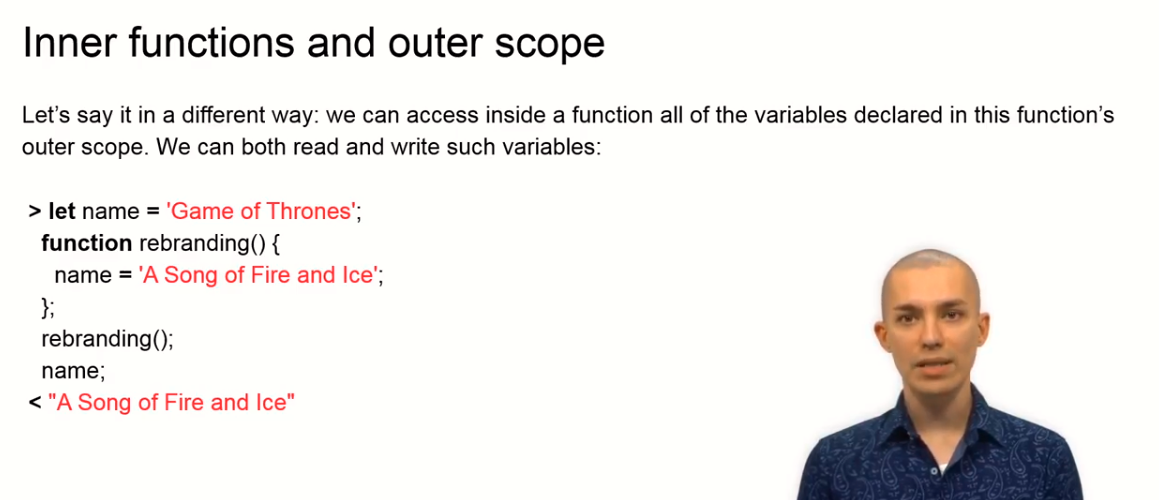 Inner functions and outer scope
Let's say it in a different way: we can access inside a function all of the variables declared in this function's
outer scope. We can both read and write such variables:
> let name = 'Game of Thrones';
function rebranding() {
name = 'A Song of Fire and Ice';
};
rebranding();
name;
< "A Song of Fire and Ice"